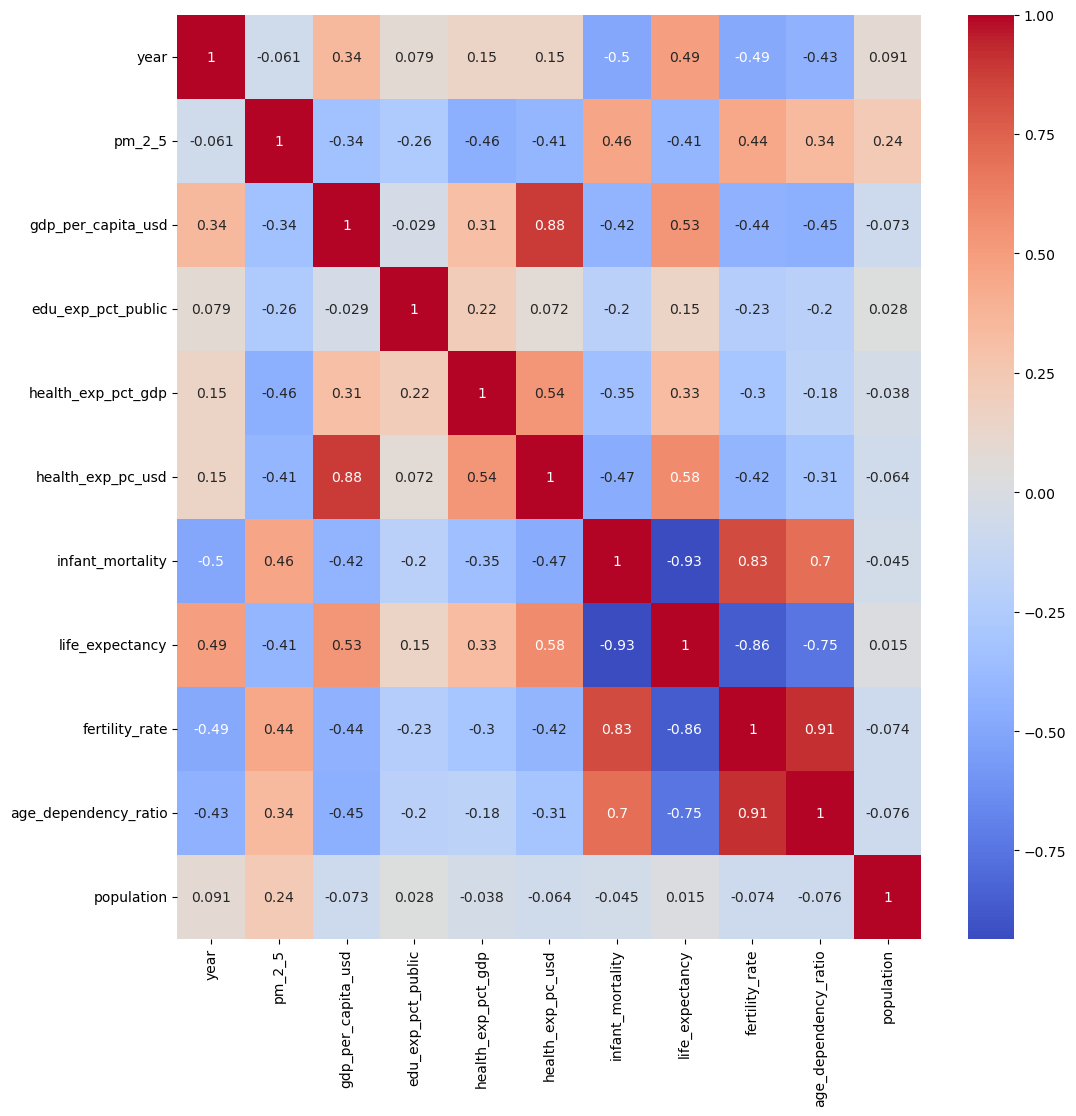 year 1 -0.061 0.34 0.079 0.15 0.15 -0.5 0.49 -0.49 -0.43 0.091
pm_2_5 -0.061 1 -0.34 -0.26 -0.46 -0.41 0.46 -0.41 0.44 0.34 0.24
gdp_per_capita_usd 0.34 -0.34 1 -0.029 0.31 0.88 -0.42 0.53 -0.44 -0.45 -0.073
edu_exp_pct_public 0.079 -0.26 -0.029 1 0.22 0.072 -0.2 0.15 -0.23 -0.2 0.028
health_exp_pct_gdp 0.15 -0.46 0.31 0.22 1 0.54 -0.35 0.33 -0.3 -0.18 -0.038
health_exp_pc_usd 0.15 -0.41 0.88 0.072 0.54 1 -0.47 0.58 -0.42 -0.31 -0.064
infant_mortality -0.5 0.46 -0.42 -0.2 -0.35 -0.47 1 -0.93 0.83 0.7 -0.045
life_expectancy 0.49 -0.41 0.53 0.15 0.33 0.58 -0.93 1 -0.86 -0.75 0.015
fertility_rate -0.49 0.44 -0.44 -0.23 -0.3 -0.42 0.83 -0.86 1 0.91 -0.074
age_dependency_ratio -0.43 0.34 -0.45 -0.2 -0.18 -0.31 0.7 -0.75 0.91 1 -0.076
population 0.091 0.24 -0.073 0.028 -0.038 -0.064 -0.045 0.015 -0.074 -0.076 1
year
pm_2_5
gdp_per_capita_usd
edu_exp_pct_public
health_exp_pct_gdp
health_exp_pc_usd
infant_mortality
life_expectancy
fertility_rate
age_dependency_ratio
population
1.00
0.75
0.50
0.25
0.00
−0.25
−0.50
−0.75